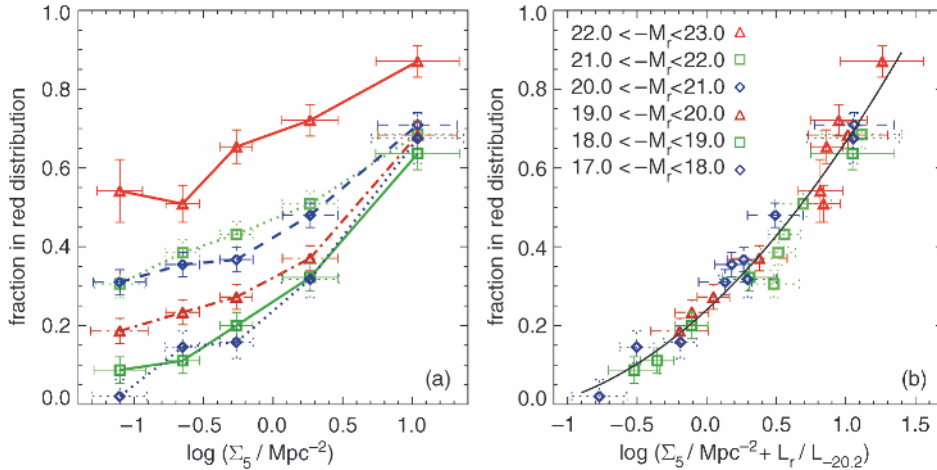 fraction in red distribution
1.0
0.8
0.6
0.4
0.2
0.0
−1
−0.5
0.0
0.5
1.0
(a)
log (Σ₅ / Mpc⁻²)
fraction in red distribution
1.0
0.8
0.6
0.4
0.2
0.0
22.0 <−Mᵣ<23.0
21.0 <−Mᵣ<22.0
20.0 <−Mᵣ<21.0
19.0 <−Mᵣ<20.0
18.0 <−Mᵣ<19.0
17.0 <−Mᵣ<18.0
−1
−0.5
0.0
0.5
1.0
1.5
(b)
log (Σ₅ / Mpc⁻² + Lᵣ / L₋₂₀.₂)